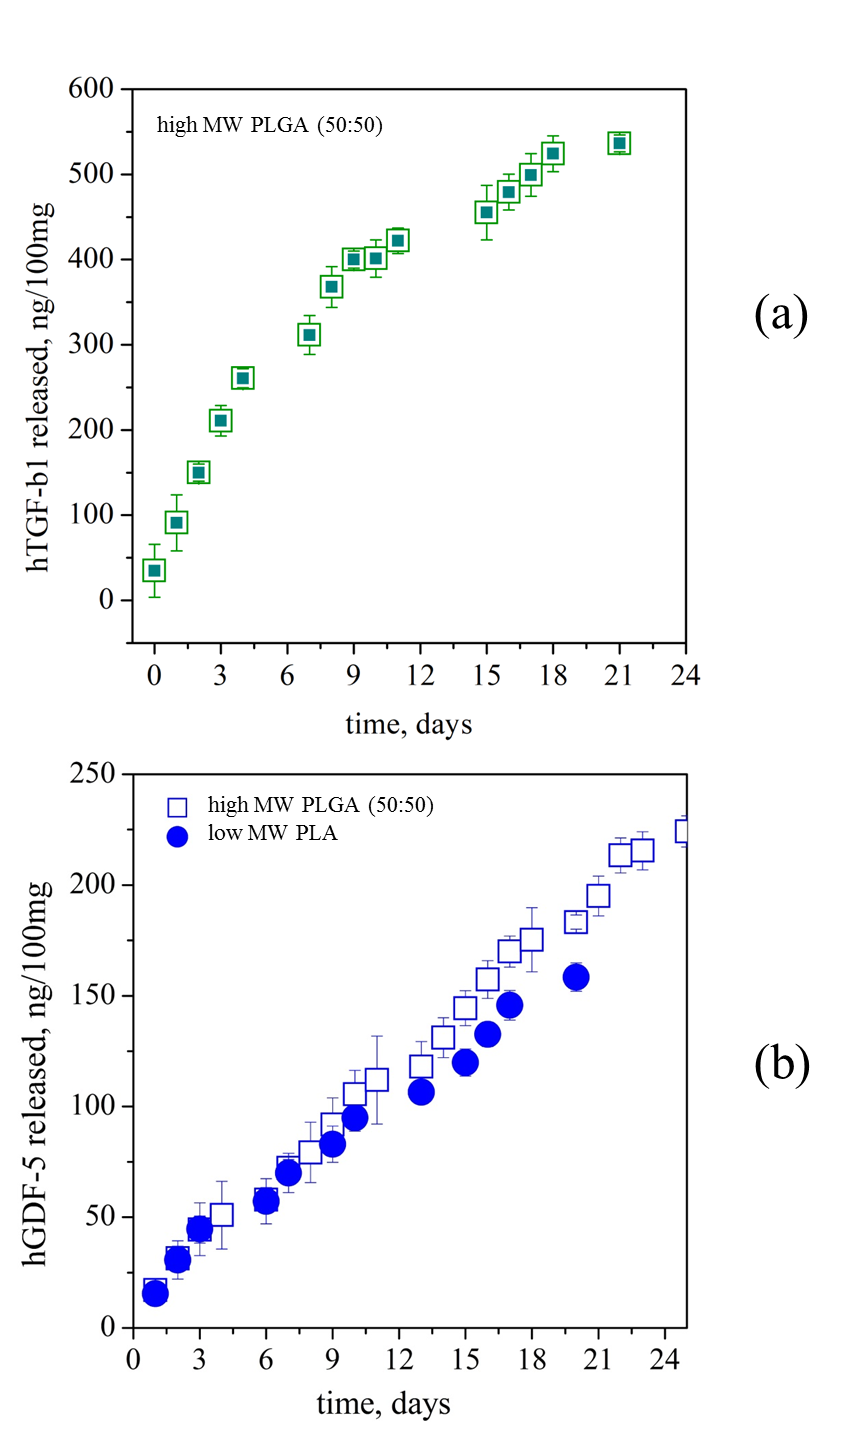 600
500
400
300
200
100
0
hTGF-b1 released, ng/100mg
high MW PLGA (50:50)
(a)
0 3 6 9 12 15 18 21 24
time, days
250
200
150
100
50
0
hGDF-5 released, ng/100mg
high MW PLGA (50:50)
low MW PLA
(b)
0 3 6 9 12 15 18 21 24
time, days